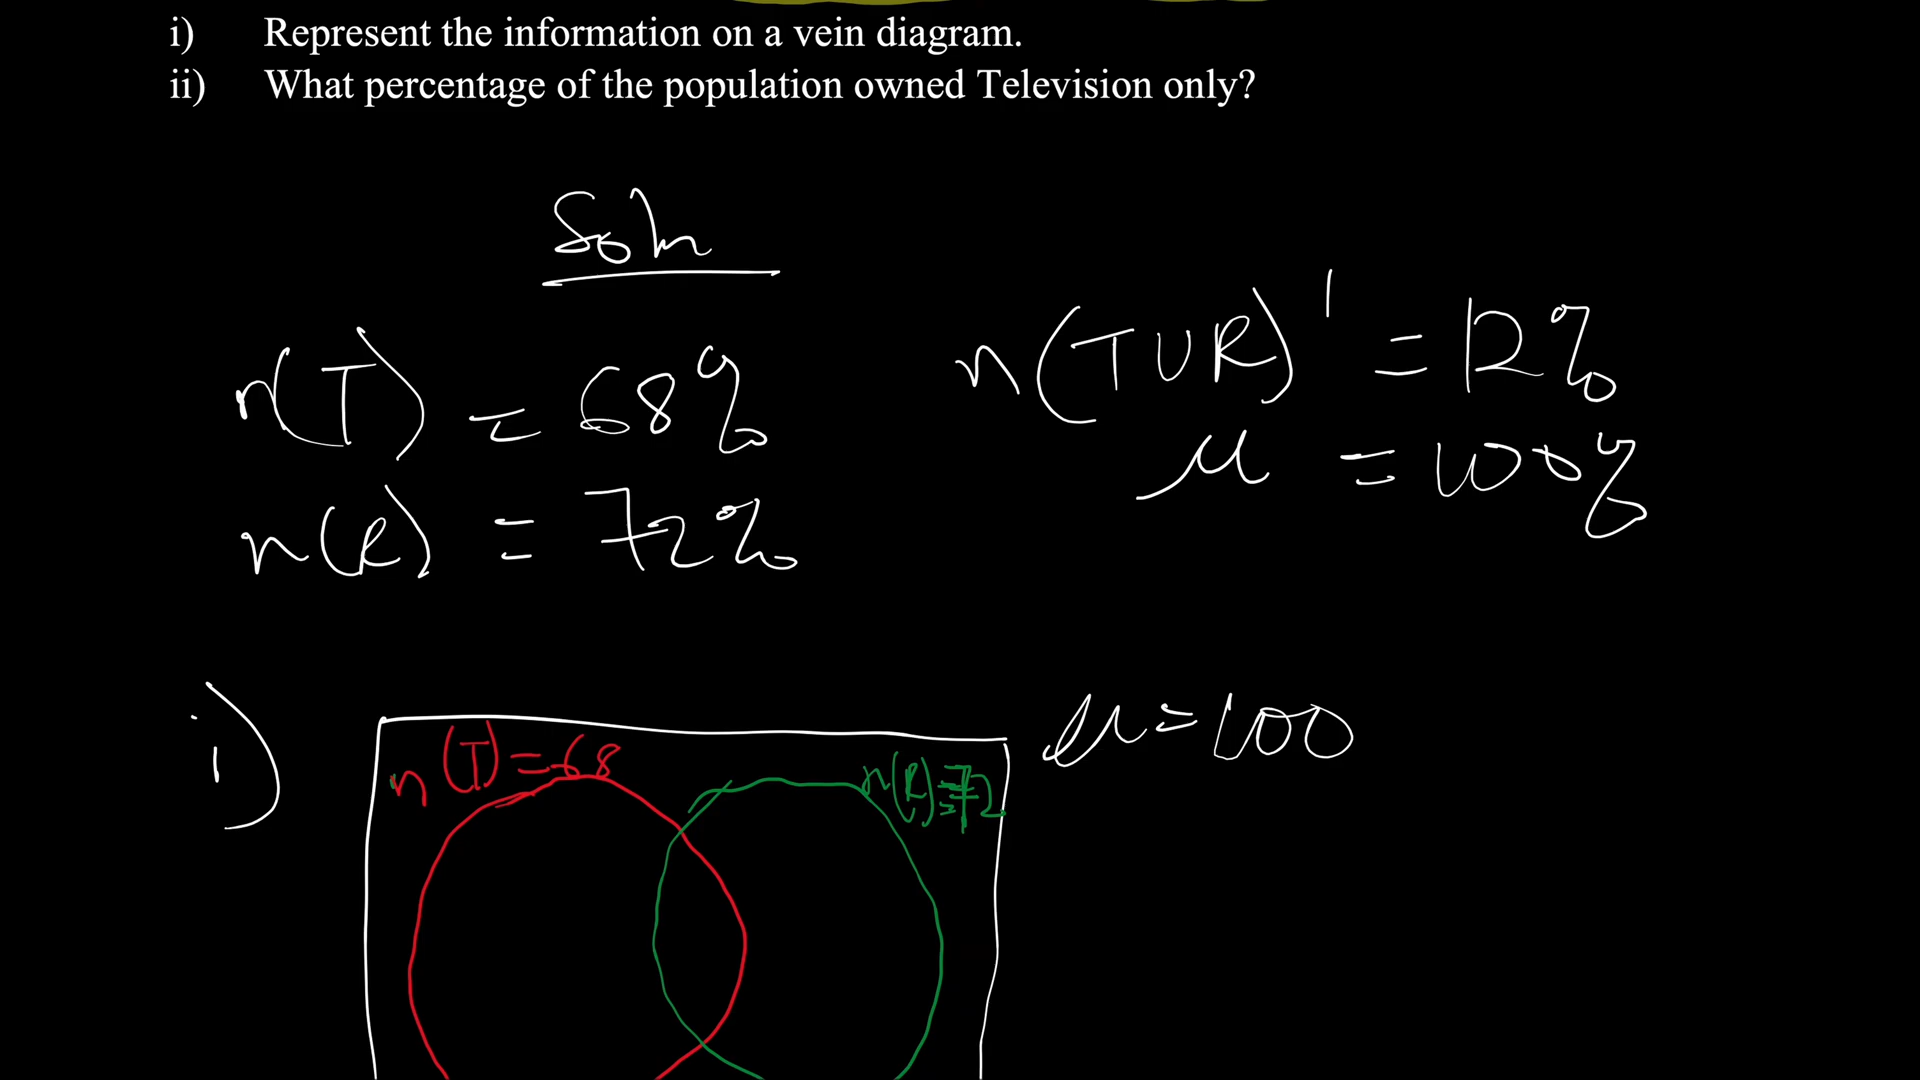 i) Represent the information on a vein diagram.
ii) What percentage of the population owned Television only?
Soln
n(T) = 68%
n(R) = 72%
n(TUR)' = 12%
μ = 100%
i)
n(T) = 68
n(R) = 72
μ = 100